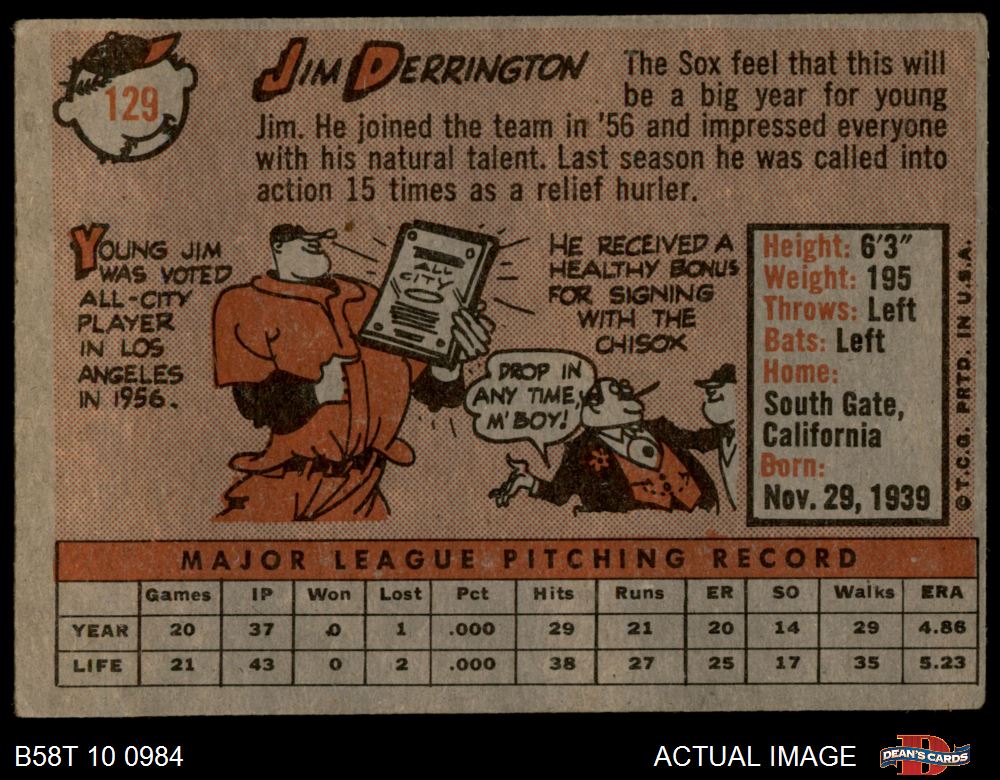 129
JIM DERRINGTON
The Sox feel that this will
be a big year for young
Jim. He joined the team in '56 and impressed everyone
with his natural talent. Last season he was called into
action 15 times as a relief hurler.
YOUNG JIM
WAS VOTED
ALL-CITY
PLAYER
IN LOS
ANGELES
IN 1956.
ALL
CITY
HE RECEIVED A
HEALTHY BONUS
FOR SIGNING
WITH THE
CHISOX
DROP IN
ANY TIME,
M'BOY!
Height: 6'3"
Weight: 195
Throws: Left
Bats: Left
Home:
South Gate,
California
Born:
Nov. 29, 1939
© T.C.G. PRTD. IN U.S.A.
MAJOR LEAGUE PITCHING RECORD
Games IP Won Lost Pct Hits Runs ER SO Walks ERA
YEAR 20 37 0 1 .000 29 21 20 14 29 4.86
LIFE 21 43 0 2 .000 38 27 25 17 35 5.23
B58T 10 0984
ACTUAL IMAGE
DEAN'S CARDS